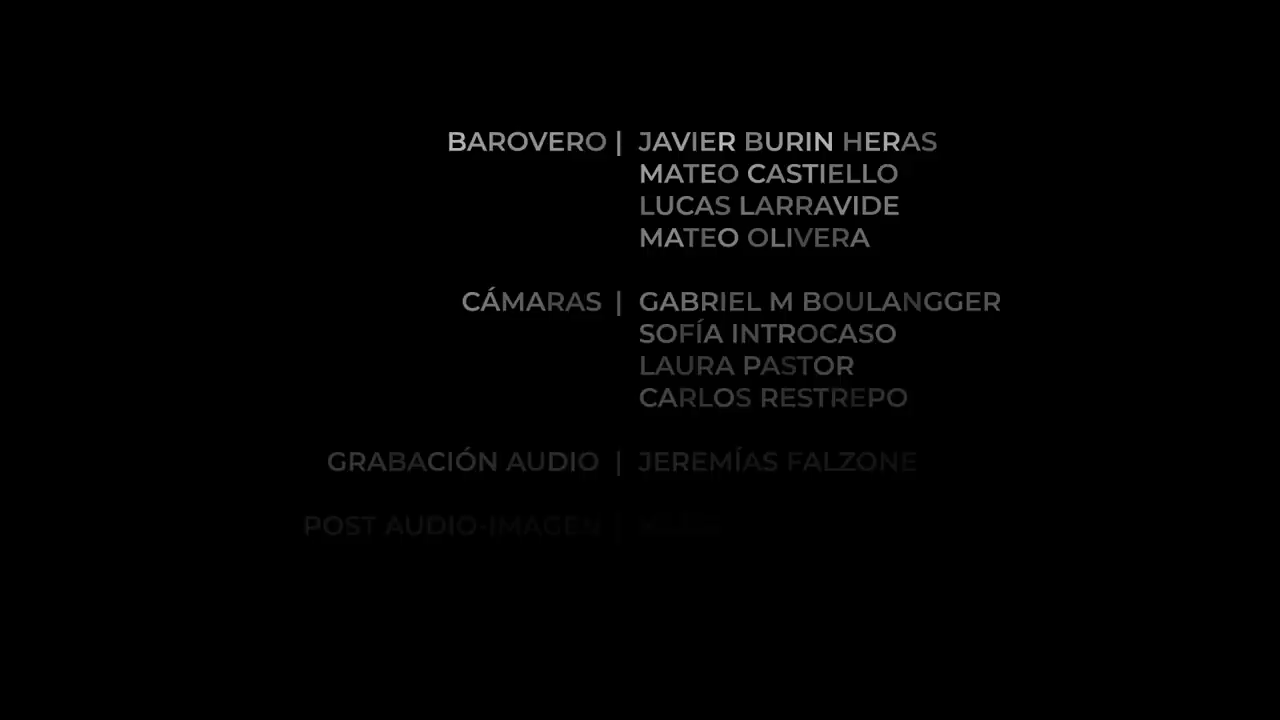 BAROVERO | JAVIER BURIN HERAS
MATEO CASTIELLO
LUCAS LARRAVIDE
MATEO OLIVERA
CÁMARAS | GABRIEL M BOULANGGER
SOFÍA INTROCASO
LAURA PASTOR
CARLOS RESTREPO
GRABACIÓN AUDIO | JEREMÍAS FALZONE
POST AUDIO-IMAGEN |